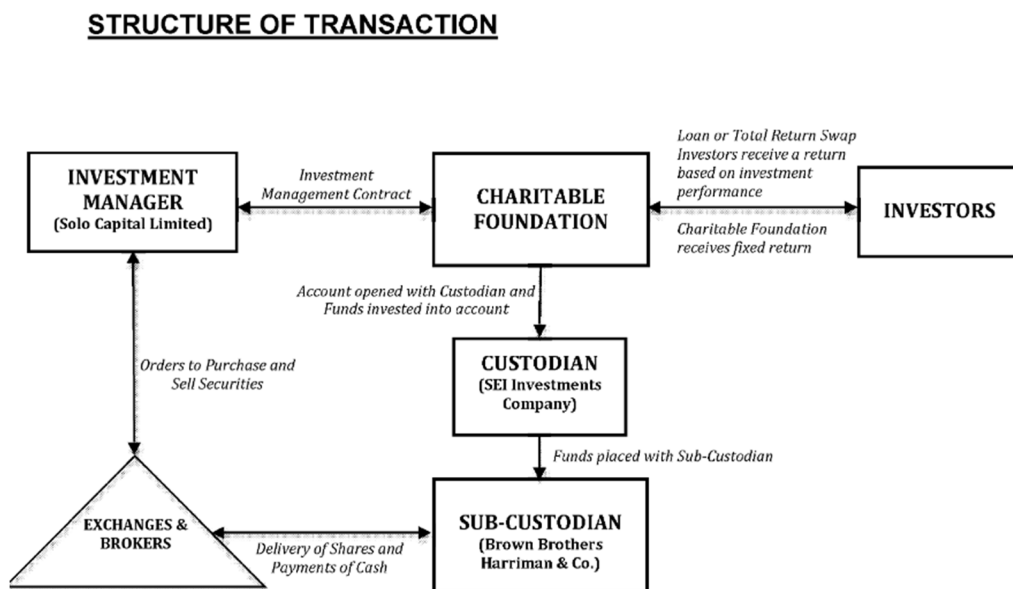 STRUCTURE OF TRANSACTION
INVESTMENT
MANAGER
(Solo Capital Limited)
Investment
Management Contract
CHARITABLE
FOUNDATION
Loan or Total Return Swap
Investors receive a return
based on investment
performance
Charitable Foundation
receives fixed return
INVESTORS
Account opened with Custodian and
Funds invested into account
Orders to Purchase and
Sell Securities
CUSTODIAN
(SEI Investments
Company)
Funds placed with Sub-Custodian
EXCHANGES &
BROKERS
Delivery of Shares and
Payments of Cash
SUB-CUSTODIAN
(Brown Brothers
Harriman & Co.)